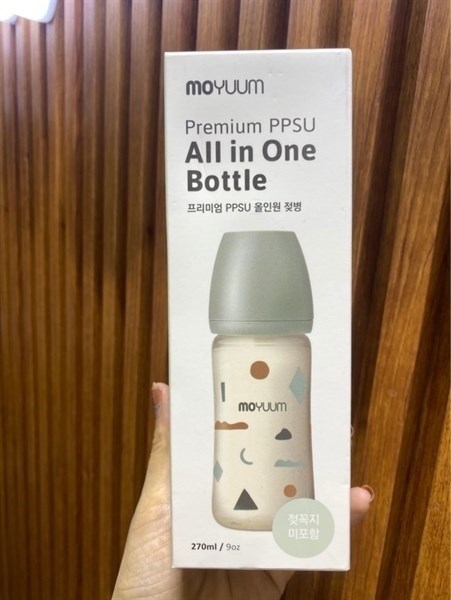 moyuum
Premium PPSU
All in One
Bottle
프리미엄 PPSU 올인원 젖병
moyuum
젖꼭지
미포함
270ml / 9oz